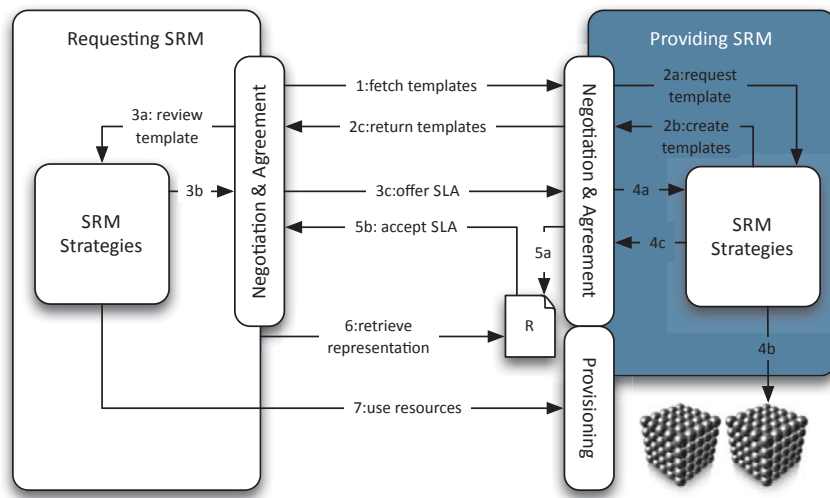 Requesting SRM
Providing SRM
1:fetch templates
2a:request
template
3a: review
template
2c:return templates
2b:create
templates
Negotiation & Agreement
Negotiation & Agreement
SRM
Strategies
3b
3c:offer SLA
4a
SRM
Strategies
5b: accept SLA
5a
4c
R
6:retrieve
representation
4b
Provisioning
7:use resources